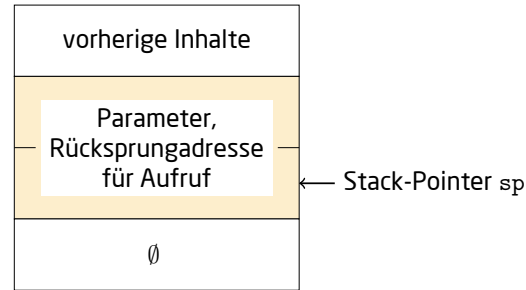 vorherige Inhalte
Parameter,
Rücksprungadresse
für Aufruf
Stack-Pointer sp
∅